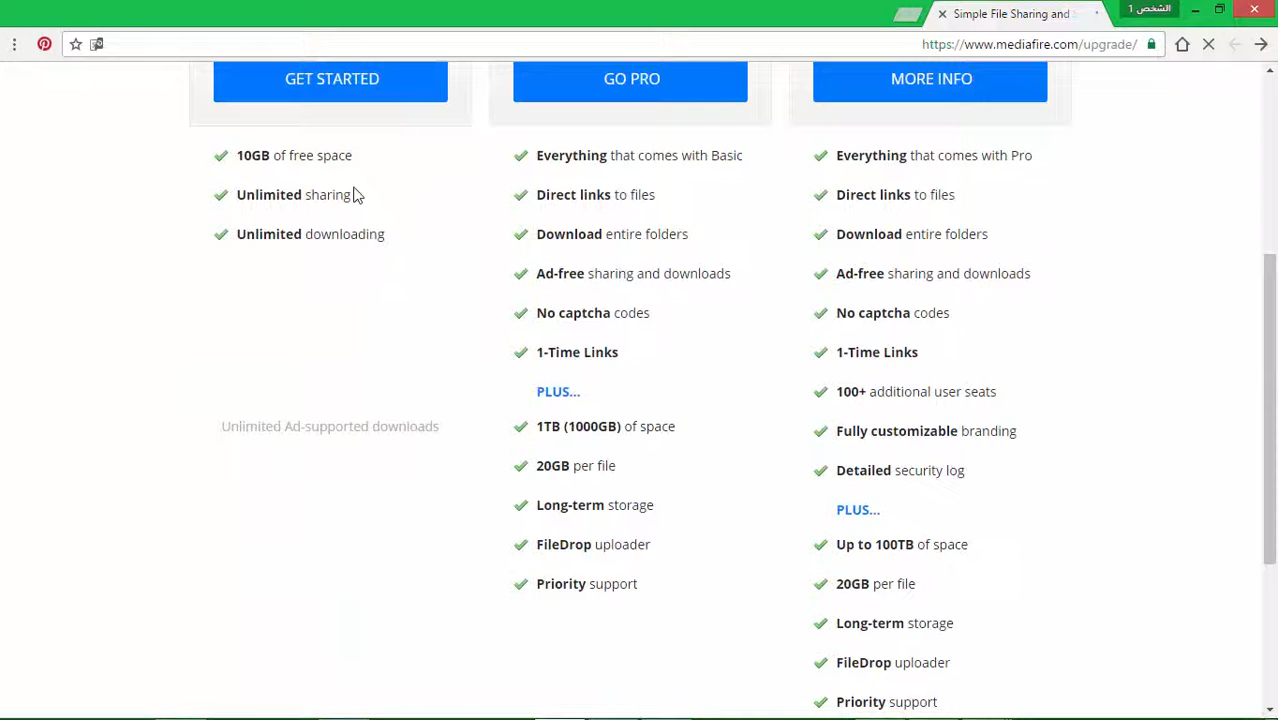 Simple File Sharing and
الشخص 1
https://www.mediafire.com/upgrade/
GET STARTED
10GB of free space
Unlimited sharing
Unlimited downloading
Unlimited Ad-supported downloads
GO PRO
Everything that comes with Basic
Direct links to files
Download entire folders
Ad-free sharing and downloads
No captcha codes
1-Time Links
PLUS...
1TB (1000GB) of space
20GB per file
Long-term storage
FileDrop uploader
Priority support
MORE INFO
Everything that comes with Pro
Direct links to files
Download entire folders
Ad-free sharing and downloads
No captcha codes
1-Time Links
100+ additional user seats
Fully customizable branding
Detailed security log
PLUS...
Up to 100TB of space
20GB per file
Long-term storage
FileDrop uploader
Priority support